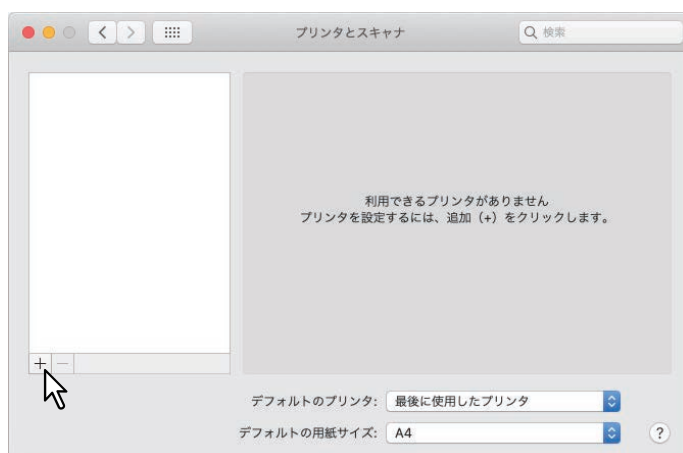 プリンタとスキャナ
検索
利用できるプリンタがありません
プリンタを設定するには、追加（+）をクリックします。
+ −
デフォルトのプリンタ: 最後に使用したプリンタ
デフォルトの用紙サイズ: A4
?